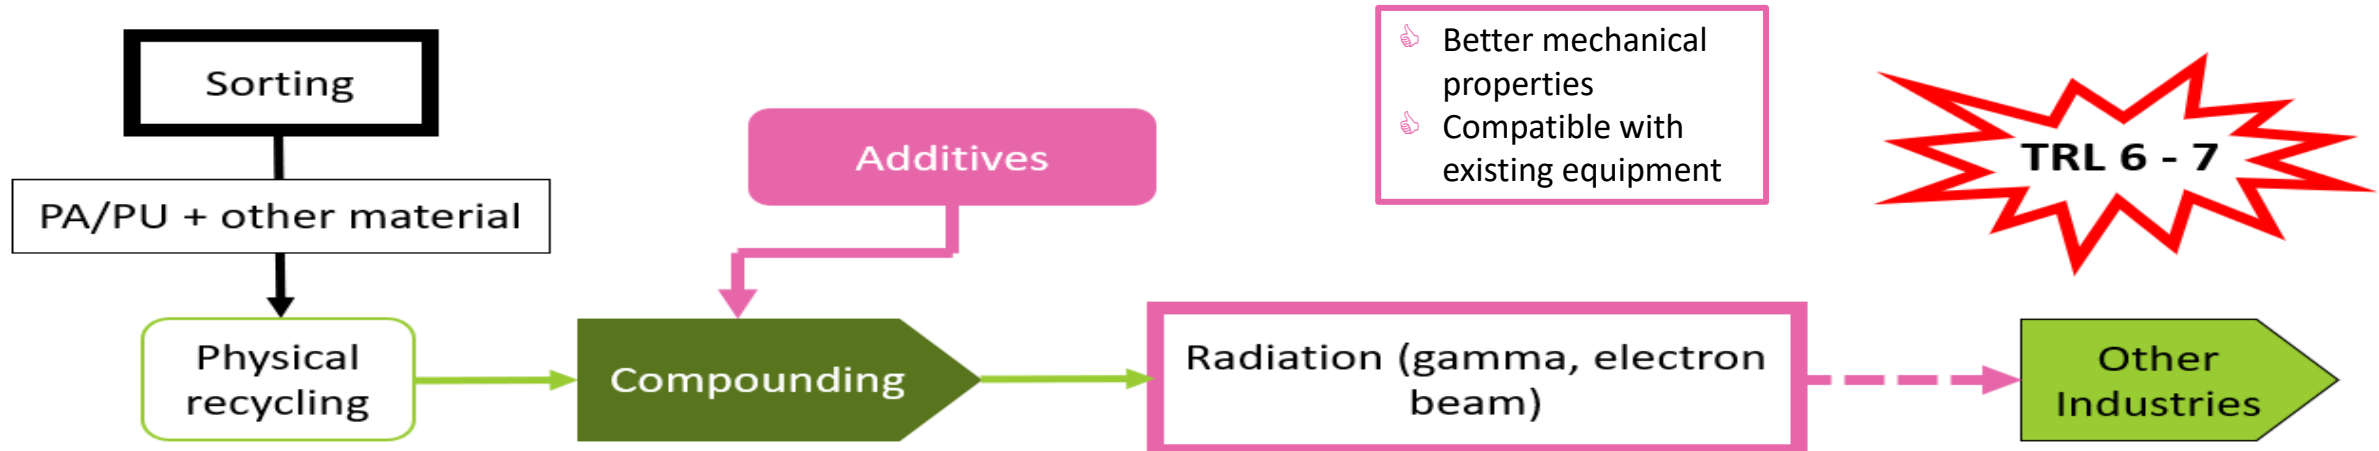 Sorting
PA/PU + other material
Physical
recycling
Additives
Compounding
Better mechanical
properties
Compatible with
existing equipment
Radiation (gamma, electron
beam)
TRL 6 - 7
Other
Industries